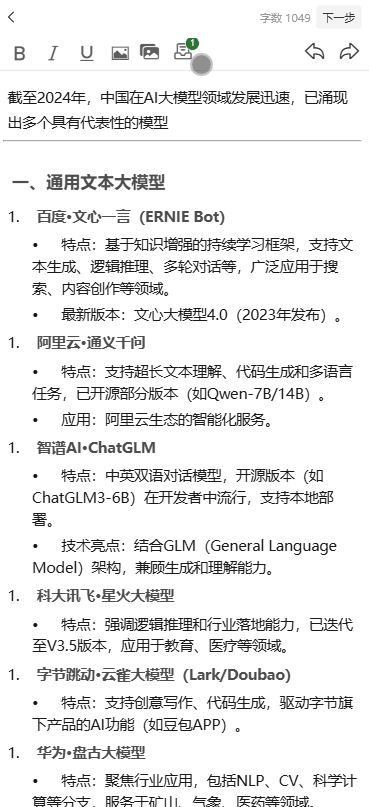 字数 1049 下一步
B I U 1
截至2024年，中国在AI大模型领域发展迅速，已涌现
出多个具有代表性的模型
一、通用文本大模型
1. 百度•文心一言（ERNIE Bot）
• 特点：基于知识增强的持续学习框架，支持文
本生成、逻辑推理、多轮对话等，广泛应用于搜
索、内容创作等领域。
• 最新版本：文心大模型4.0（2023年发布）。
1. 阿里云•通义千问
• 特点：支持超长文本理解、代码生成和多语言
任务，已开源部分版本（如Qwen-7B/14B）。
• 应用：阿里云生态的智能化服务。
1. 智谱AI•ChatGLM
• 特点：中英双语对话模型，开源版本（如
ChatGLM3-6B）在开发者中流行，支持本地部
署。
• 技术亮点：结合GLM（General Language
Model）架构，兼顾生成和理解能力。
1. 科大讯飞•星火大模型
• 特点：强调逻辑推理和行业落地能力，已迭代
至V3.5版本，应用于教育、医疗等领域。
1. 字节跳动•云雀大模型（Lark/Doubao）
• 特点：支持创意写作、代码生成，驱动字节旗
下产品的AI功能（如豆包APP）。
1. 华为•盘古大模型
• 特点：聚焦行业应用，包括NLP、CV、科学计
算等分支，服务于矿山、气象、医药等领域。